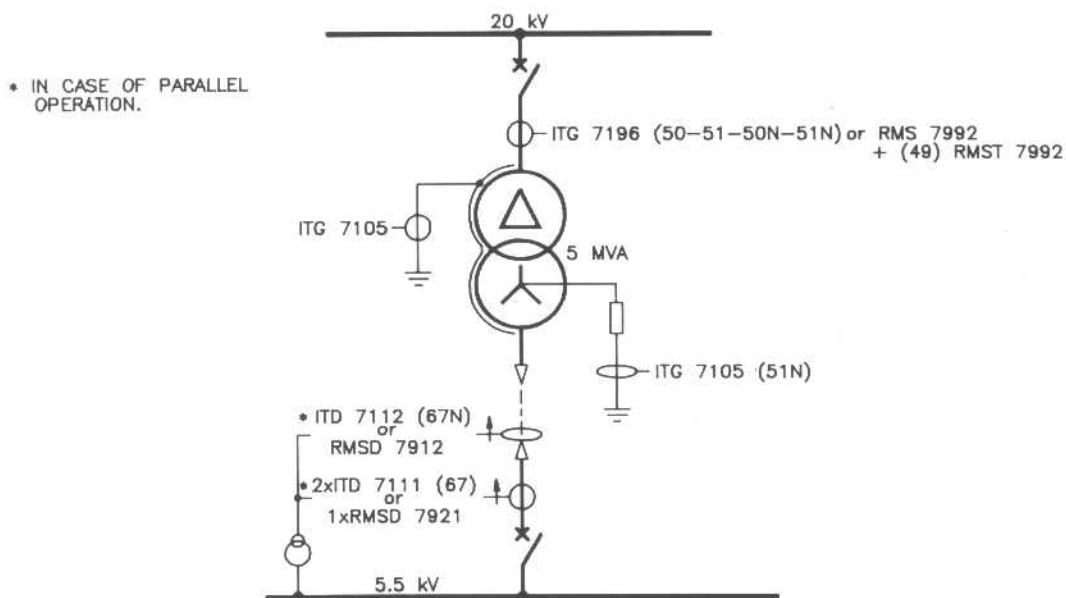 20 kV
* IN CASE OF PARALLEL
OPERATION.
ITG 7196 (50-51-50N-51N) or RMS 7992
+ (49) RMST 7992
ITG 7105
5 MVA
ITG 7105 (51N)
* ITD 7112 (67N)
or
RMSD 7912
* 2xITD 7111 (67)
or
1xRMSD 7921
5.5 kV